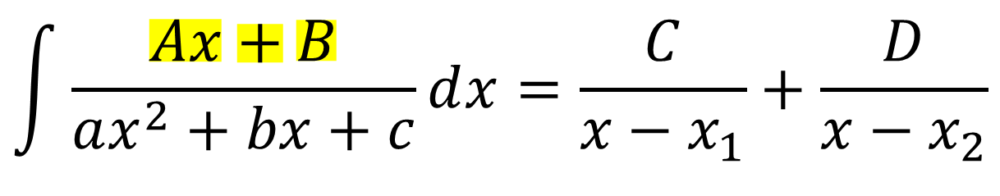 ∫ (Ax + B)/(ax² + bx + c) dx = C/(x − x₁) + D/(x − x₂)